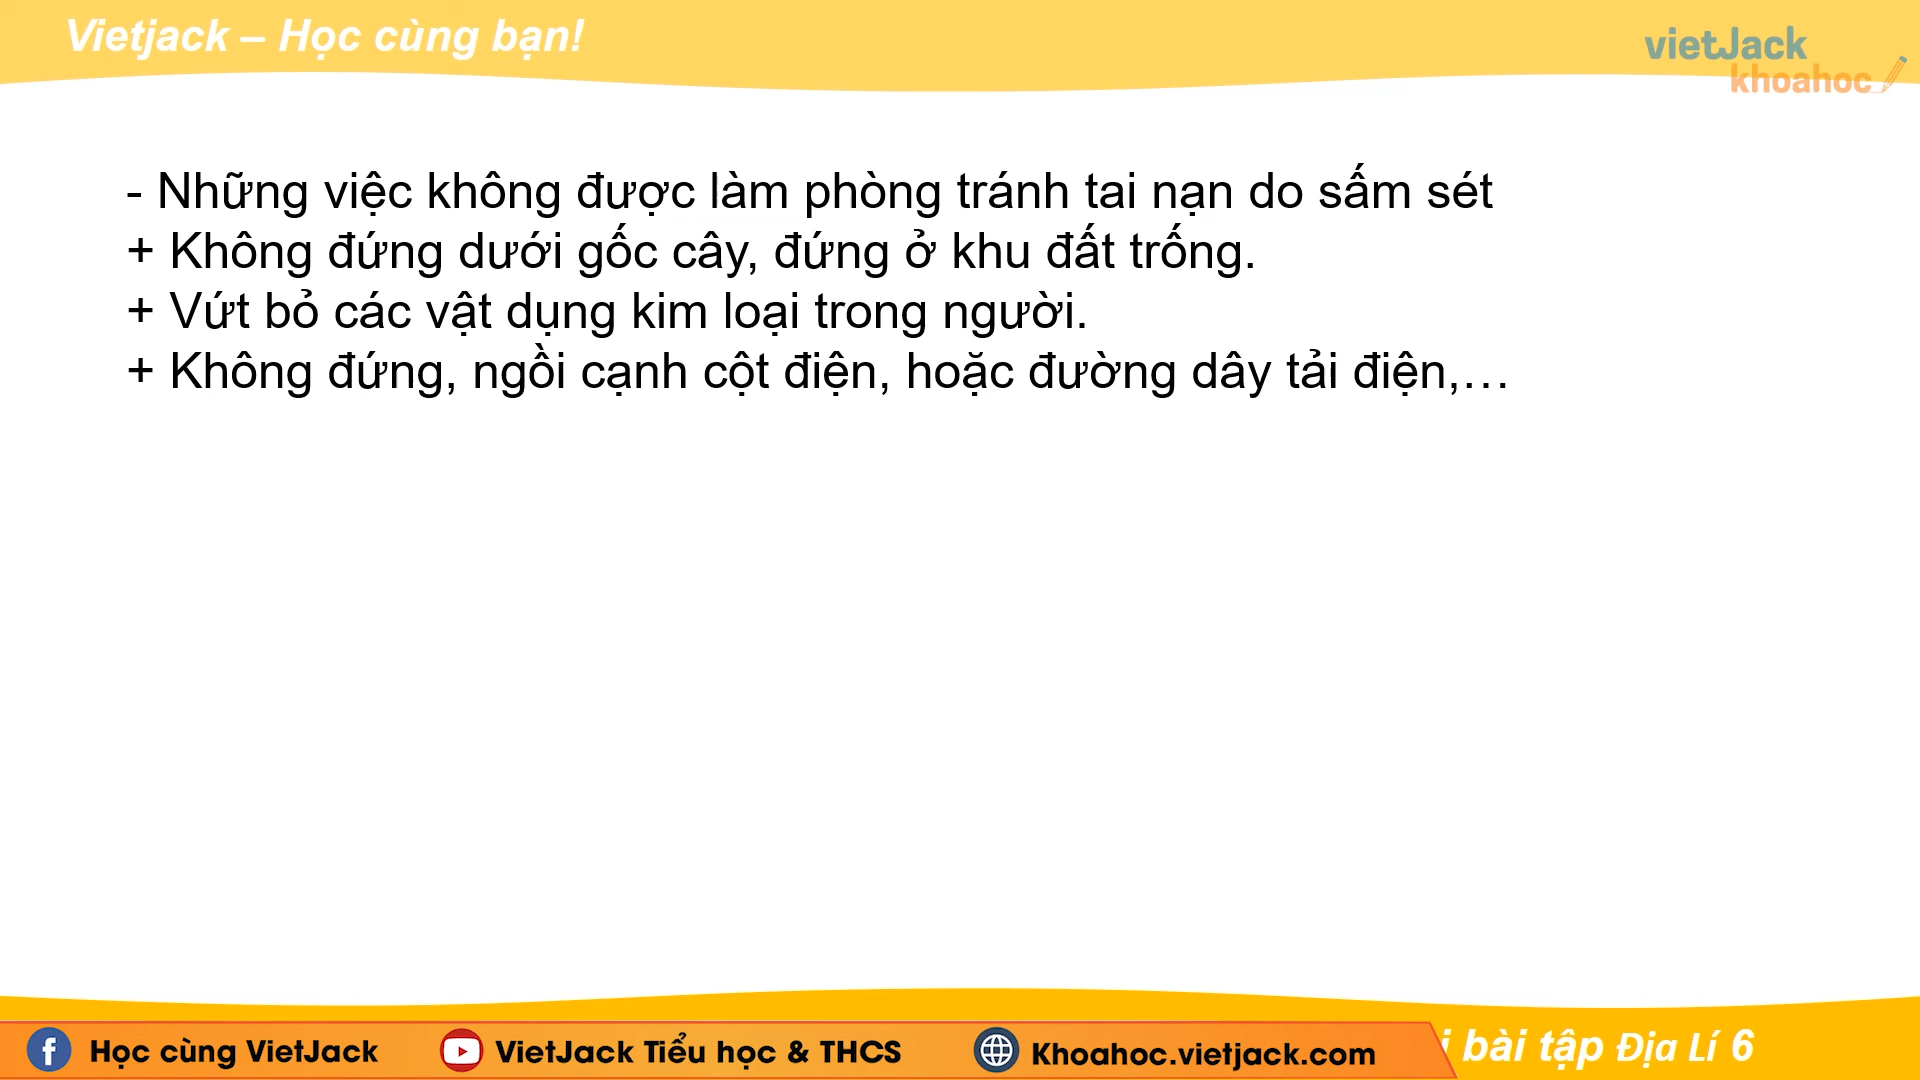 Vietjack – Học cùng bạn!
vietJack
khoahoc
- Những việc không được làm phòng tránh tai nạn do sấm sét
+ Không đứng dưới gốc cây, đứng ở khu đất trống.
+ Vứt bỏ các vật dụng kim loại trong người.
+ Không đứng, ngồi cạnh cột điện, hoặc đường dây tải điện,…
Học cùng VietJack
VietJack Tiểu học & THCS
Khoahoc.vietjack.com
bài tập Địa Lí 6